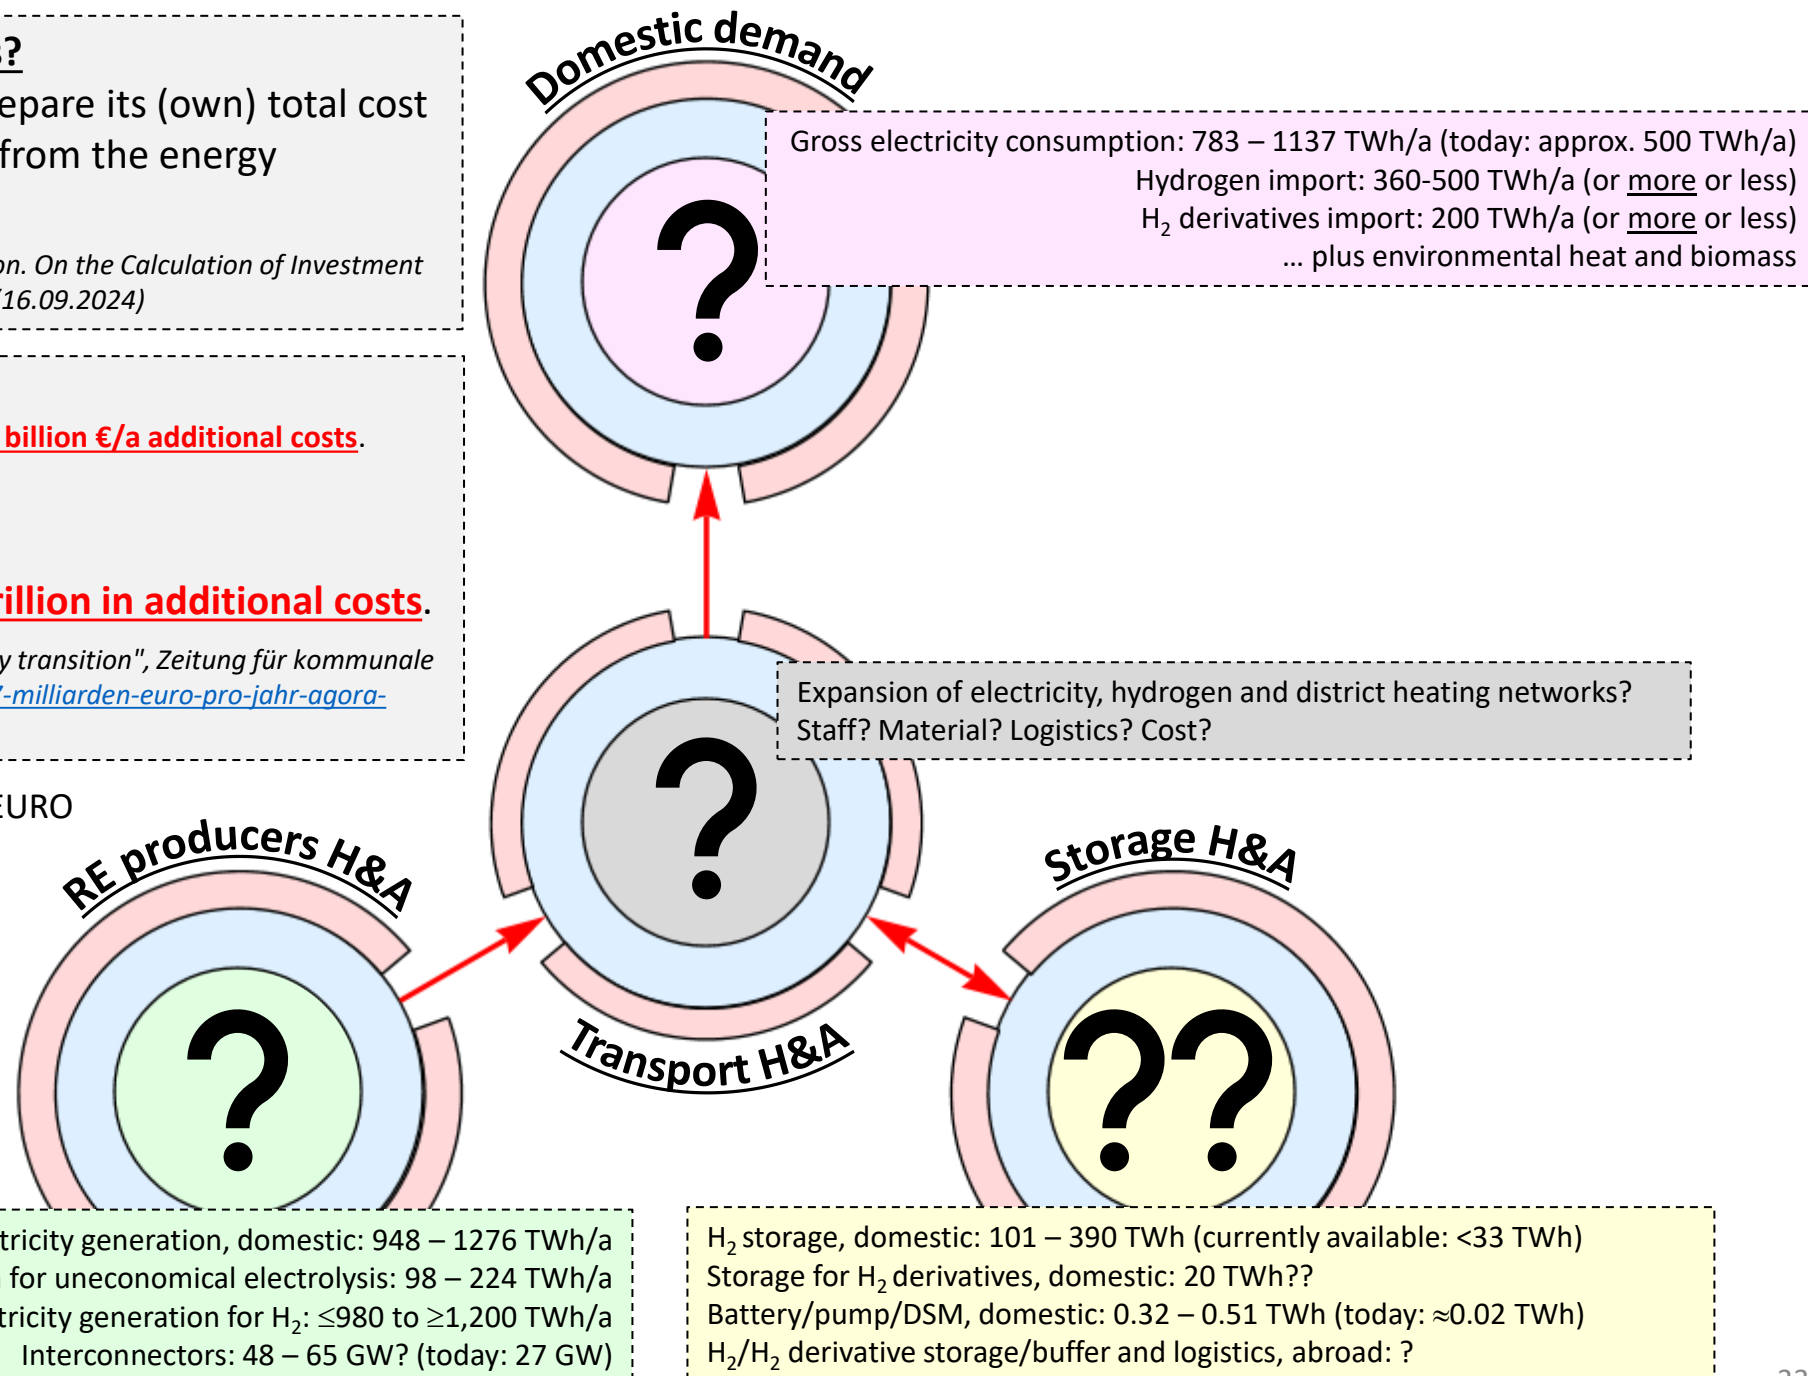 ?
epare its (own) total cost
from the energy
on. On the Calculation of Investment
16.09.2024)
billion €/a additional costs.
rillion in additional costs.
y transition", Zeitung für kommunale
7-milliarden-euro-pro-jahr-agora-
EURO
Domestic demand
?
Gross electricity consumption: 783 – 1137 TWh/a (today: approx. 500 TWh/a)
Hydrogen import: 360-500 TWh/a (or more or less)
H₂ derivatives import: 200 TWh/a (or more or less)
... plus environmental heat and biomass
Expansion of electricity, hydrogen and district heating networks?
Staff? Material? Logistics? Cost?
?
Transport H&A
RE producers H&A
?
tricity generation, domestic: 948 – 1276 TWh/a
for uneconomical electrolysis: 98 – 224 TWh/a
tricity generation for H₂: ≤980 to ≥1,200 TWh/a
Interconnectors: 48 – 65 GW? (today: 27 GW)
Storage H&A
??
H₂ storage, domestic: 101 – 390 TWh (currently available: <33 TWh)
Storage for H₂ derivatives, domestic: 20 TWh??
Battery/pump/DSM, domestic: 0.32 – 0.51 TWh (today: ≈0.02 TWh)
H₂/H₂ derivative storage/buffer and logistics, abroad: ?